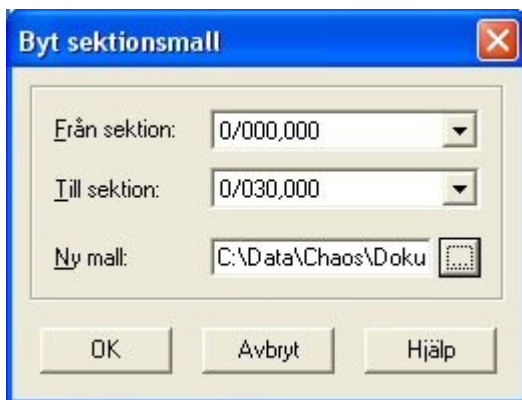 Byt sektionsmall
Från sektion: 0/000,000
Till sektion: 0/030,000
Ny mall: C:\Data\Chaos\Doku ...
OK Avbryt Hjälp